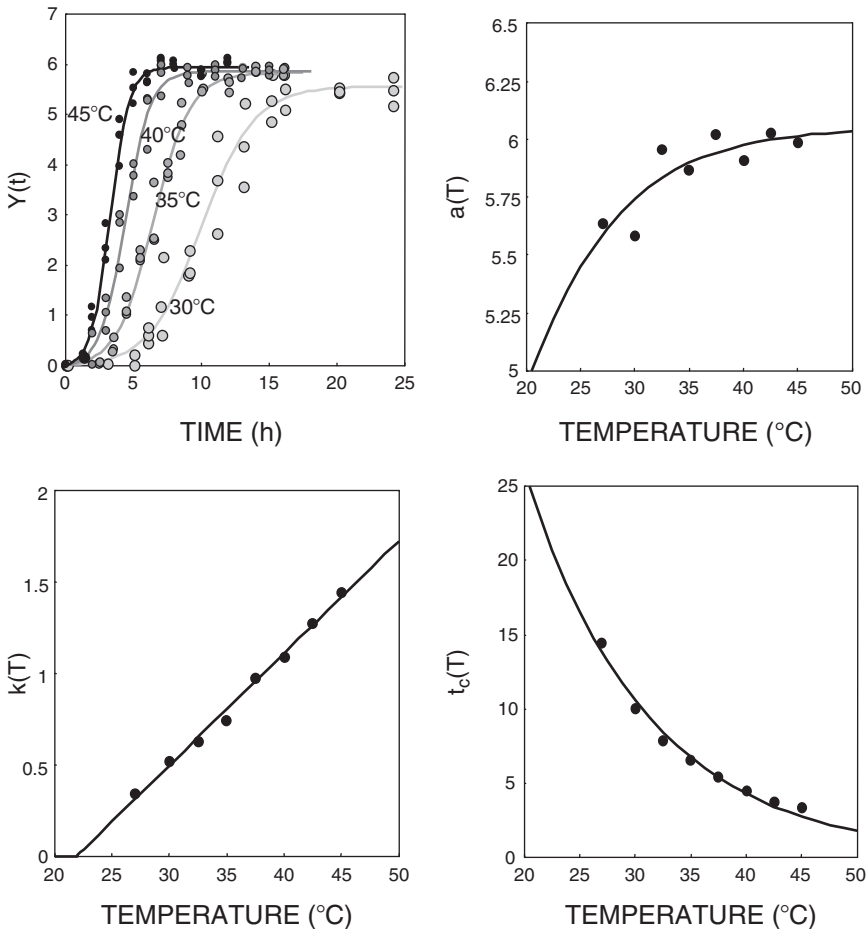 7
6
5
4
3
2
1
0
Y(t)
45°C
40°C
35°C
30°C
0 5 10 15 20 25
TIME (h)
6.5
6.25
6
5.75
5.5
5.25
5
a(T)
20 25 30 35 40 45 50
TEMPERATURE (°C)
2
1.5
1
0.5
0
k(T)
20 25 30 35 40 45 50
TEMPERATURE (°C)
25
20
15
10
5
0
t_c(T)
20 25 30 35 40 45 50
TEMPERATURE (°C)